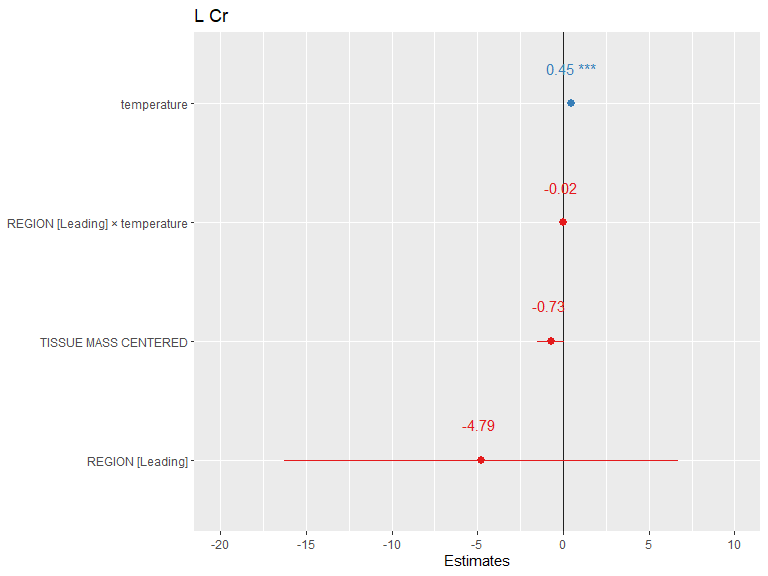 L Cr
0.45 ***
temperature
-0.02
REGION [Leading] × temperature
-0.73
TISSUE MASS CENTERED
-4.79
REGION [Leading]
-20 -15 -10 -5 0 5 10
Estimates